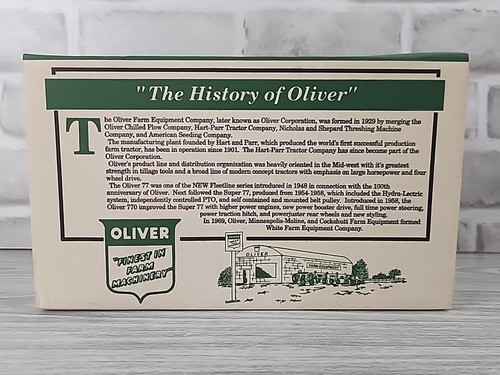 "The History of Oliver"
The Oliver Farm Equipment Company, later known as Oliver Corporation, was formed in 1929 by merging the
Oliver Chilled Plow Company, Hart-Parr Tractor Company, Nicholas and Shepard Threshing Machine
Company, and American Seeding Company.
The manufacturing plant founded by Hart and Parr, which produced the world's first successful production
farm tractor, has been in operation since 1901. The Hart-Parr Tractor Company has since become part of the
Oliver Corporation.
Oliver's product line and distribution organization was heavily oriented in the Mid-west with it's greatest
strength in tillage tools and a broad line of modern concept tractors with emphasis on large horsepower and four
wheel drive.
The Oliver 77 was one of the NEW Fleetline series introduced in 1948 in connection with the 100th
anniversary of Oliver. Next followed the Super 77, produced from 1954-1958, which included the Hydra-Lectric
system, independently controlled PTO, and self contained and mounted belt pulley. Introduced in 1958, the
Oliver 770 improved the Super 77 with higher power engines, new power booster drive, full time power steering,
power traction hitch, and powerjuster rear wheels and new styling.
In 1969, Oliver, Minneapolis-Moline, and Cockshutt Farm Equipment formed
White Farm Equipment Company.
OLIVER
"FINEST IN
FARM
MACHINERY"
OLIVER